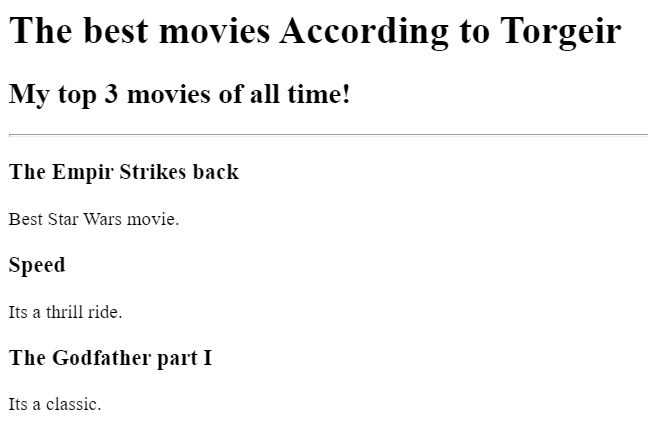 The best movies According to Torgeir
My top 3 movies of all time!
The Empir Strikes back
Best Star Wars movie.
Speed
Its a thrill ride.
The Godfather part I
Its a classic.